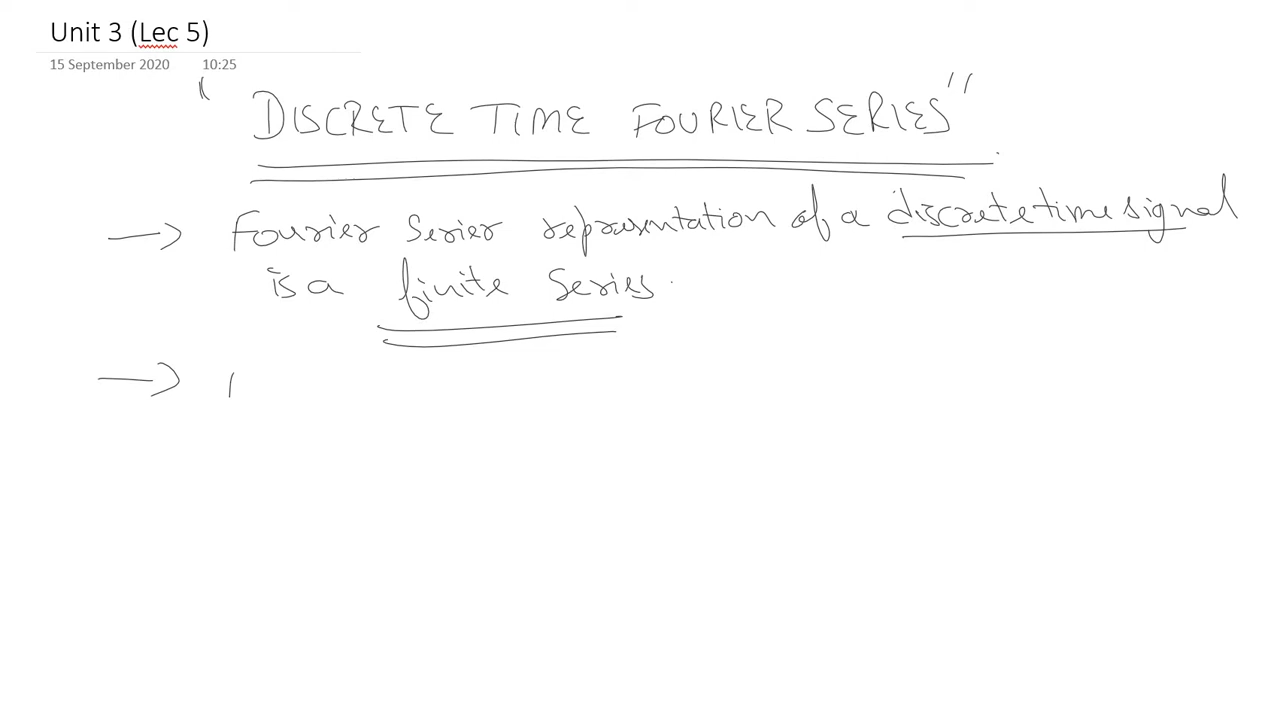 Unit 3 (Lec 5)
15 September 2020 10:25
"DISCRETE TIME FOURIER SERIES"
→ Fourier Series representation of a discrete time signal
is a finite series.
→